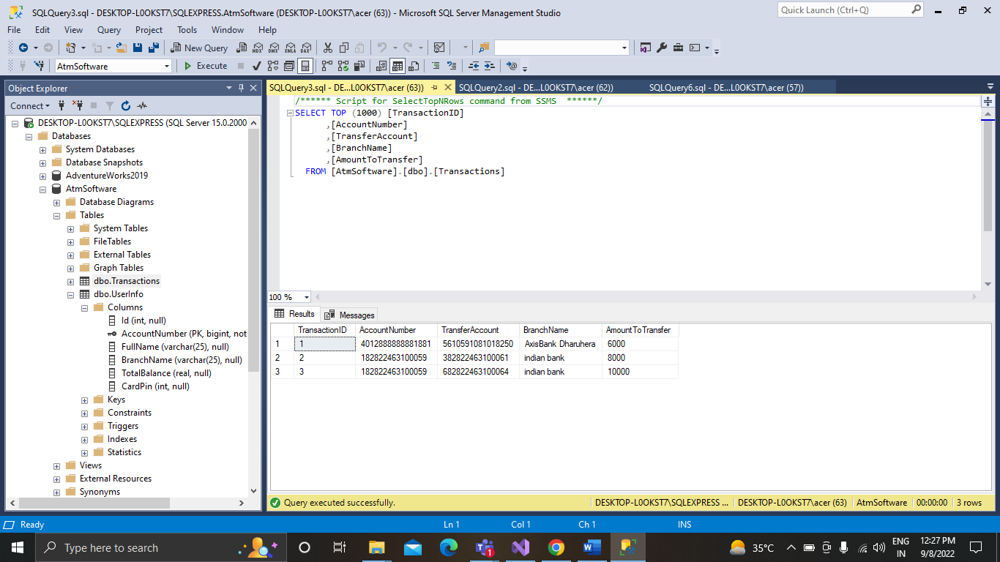 SQLQuery3.sql - DESKTOP-L0OKST7\SQLEXPRESS.AtmSoftware (DESKTOP-L0OKST7\acer (63)) - Microsoft SQL Server Management Studio
Quick Launch (Ctrl+Q)
File Edit View Query Project Tools Window Help
New Query MDX DMX XMLA DAX
AtmSoftware Execute
Object Explorer
Connect
DESKTOP-L0OKST7\SQLEXPRESS (SQL Server 15.0.2000
Databases
System Databases
Database Snapshots
AdventureWorks2019
AtmSoftware
Database Diagrams
Tables
System Tables
FileTables
External Tables
Graph Tables
dbo.Transactions
dbo.UserInfo
Columns
Id (int, null)
AccountNumber (PK, bigint, not
FullName (varchar(25), null)
BranchName (varchar(25), null)
TotalBalance (real, null)
CardPin (int, null)
Keys
Constraints
Triggers
Indexes
Statistics
Views
External Resources
Synonyms
SQLQuery3.sql - DE...L0OKST7\acer (63)) SQLQuery2.sql - DE...L0OKST7\acer (62)) SQLQuery6.sql - DE...L0OKST7\acer (57))
/****** Script for SelectTopNRows command from SSMS ******/
SELECT TOP (1000) [TransactionID]
,[AccountNumber]
,[TransferAccount]
,[BranchName]
,[AmountToTransfer]
FROM [AtmSoftware].[dbo].[Transactions]
100 %
Results Messages
TransactionID AccountNumber TransferAccount BranchName AmountToTransfer
1 1 4012888888881881 5610591081018250 AxisBank Dharuhera 6000
2 2 182822463100059 382822463100061 indian bank 8000
3 3 182822463100059 682822463100064 indian bank 10000
Query executed successfully. DESKTOP-L0OKST7\SQLEXPRESS ... DESKTOP-L0OKST7\acer (63) AtmSoftware 00:00:00 3 rows
Ready Ln 1 Col 1 Ch 1 INS
Type here to search 1 35°C ENG IN 12:27 PM 9/8/2022